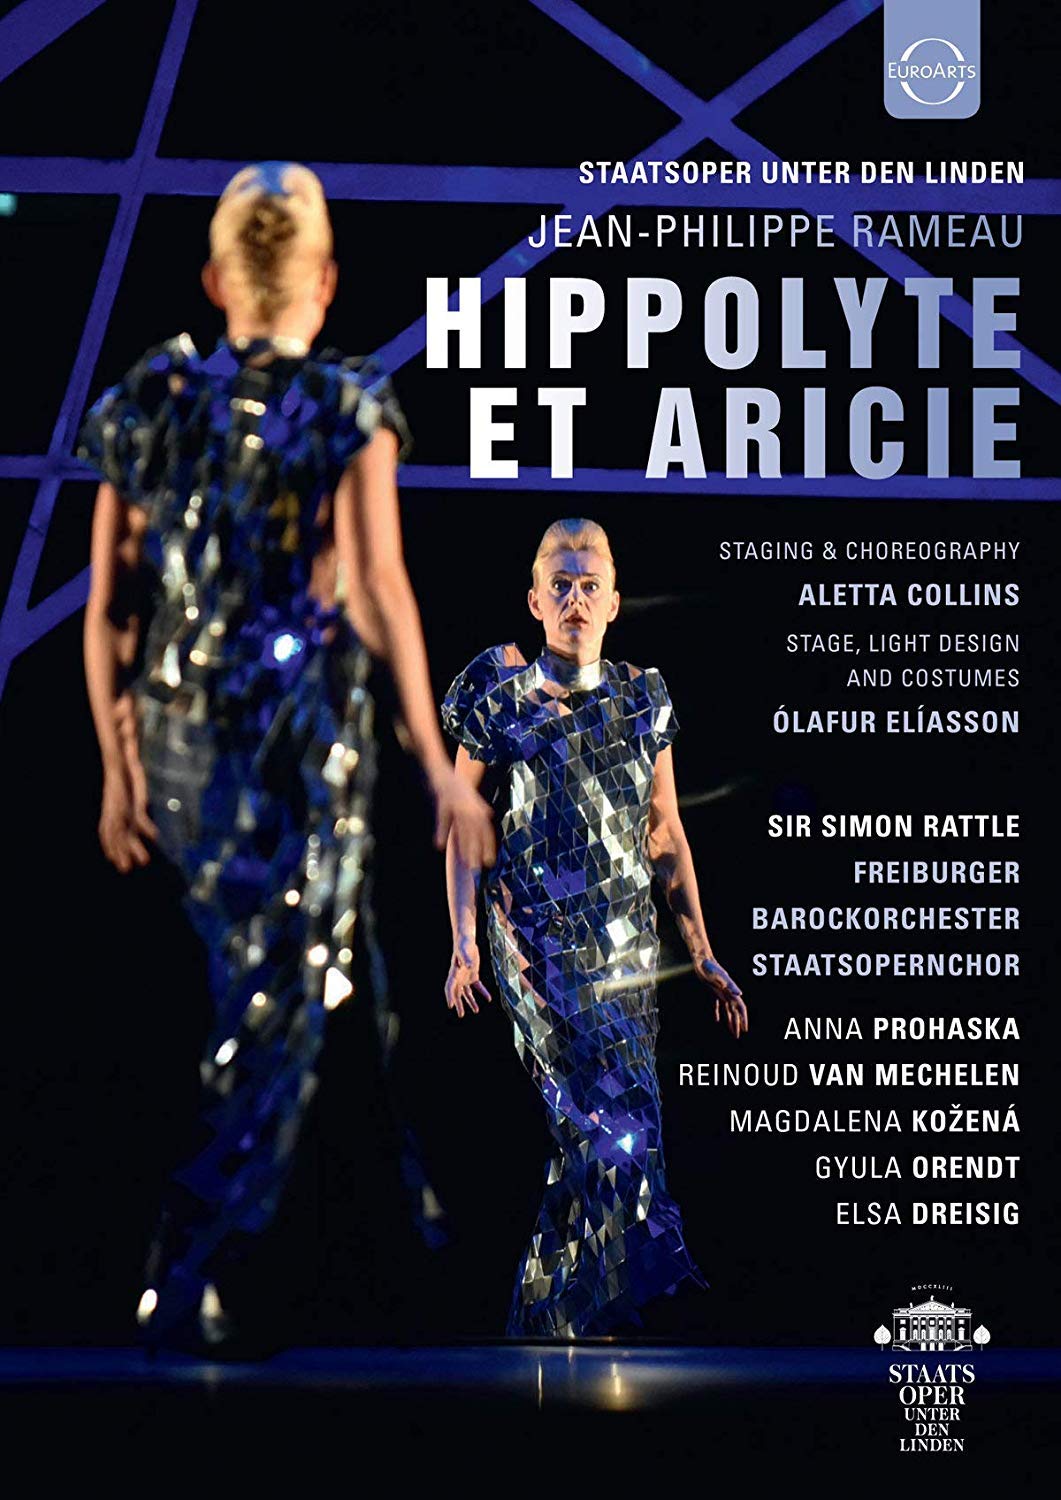 EUROARTS
STAATSOPER UNTER DEN LINDEN
JEAN-PHILIPPE RAMEAU
HIPPOLYTE
ET ARICIE
STAGING & CHOREOGRAPHY
ALETTA COLLINS
STAGE, LIGHT DESIGN
AND COSTUMES
ÓLAFUR ELÍASSON
SIR SIMON RATTLE
FREIBURGER
BAROCKORCHESTER
STAATSOPERNCHOR
ANNA PROHASKA
REINOUD VAN MECHELEN
MAGDALENA KOŽENÁ
GYULA ORENDT
ELSA DREISIG
MDCCXLIII
STAATS
OPER
UNTER
DEN
LINDEN